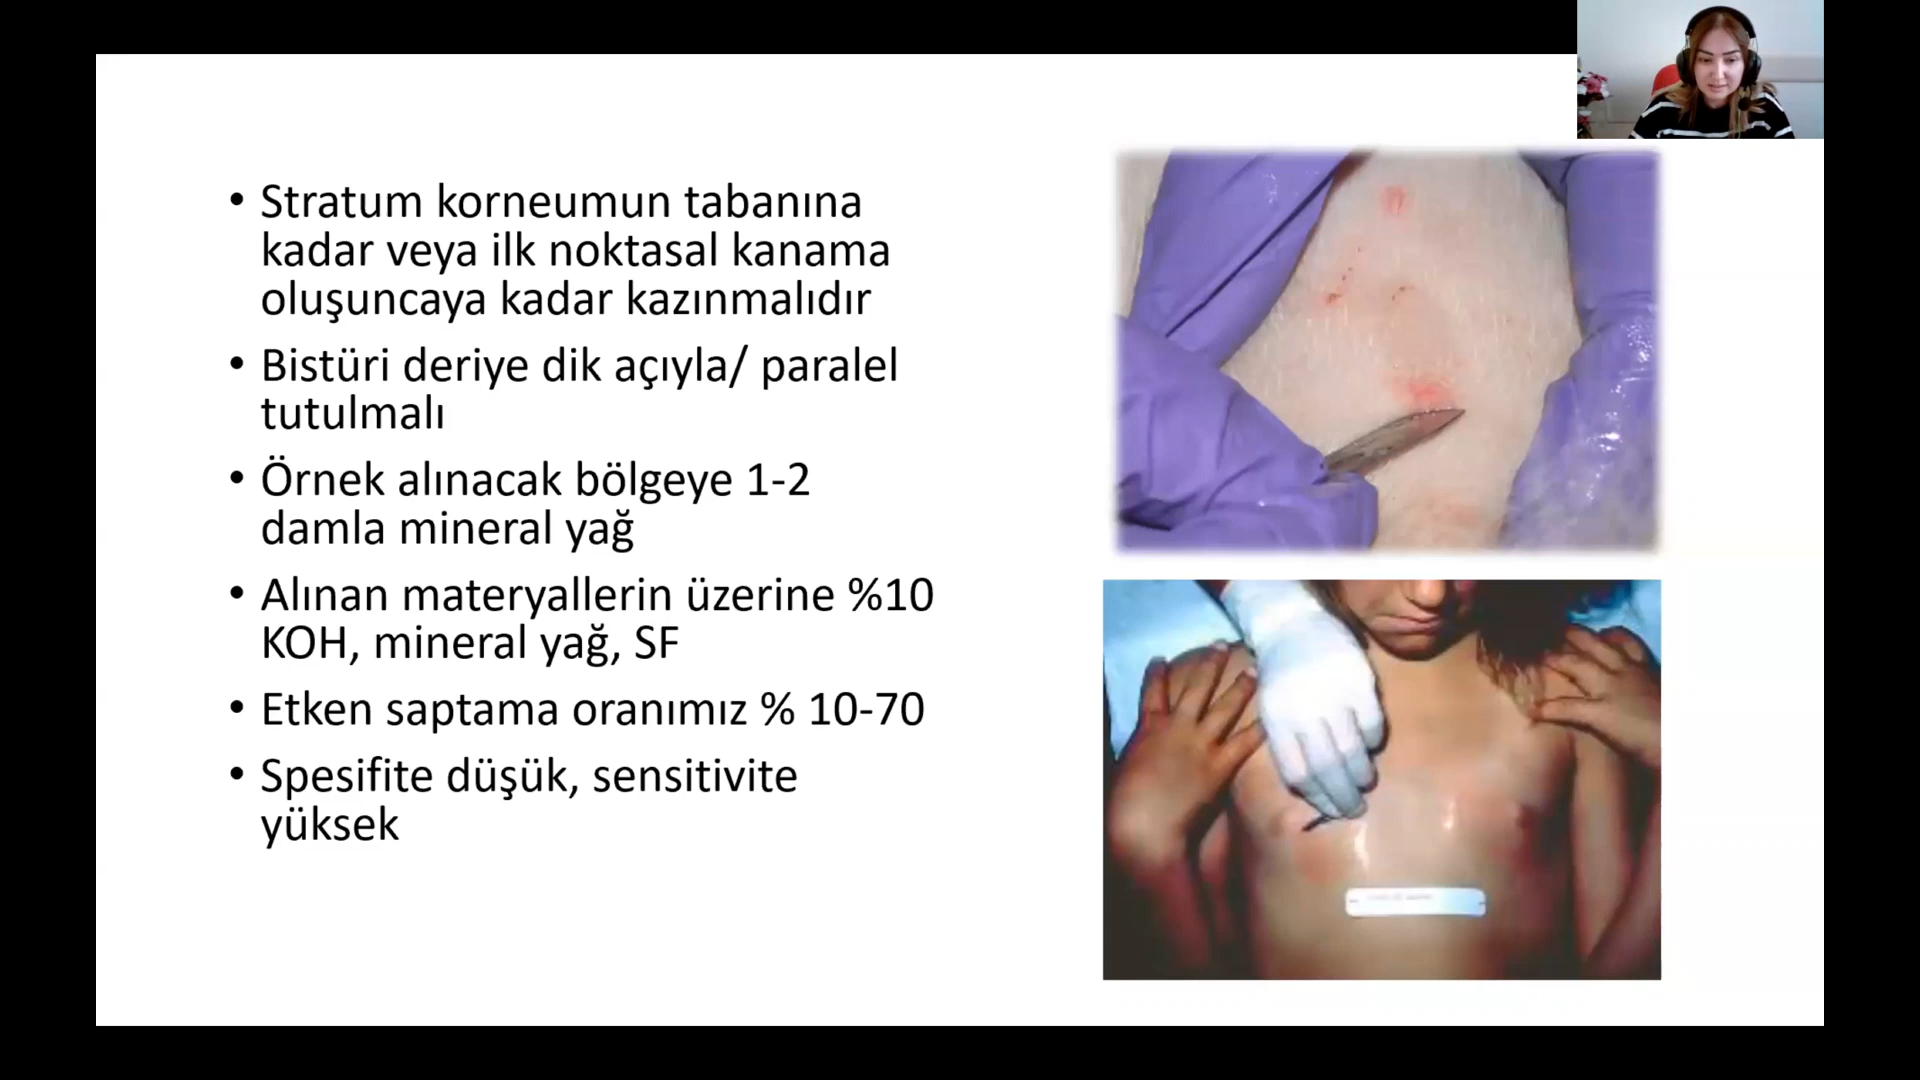 • Stratum korneumun tabanına
kadar veya ilk noktasal kanama
oluşuncaya kadar kazınmalıdır
• Bistüri deriye dik açıyla/ paralel
tutulmalı
• Örnek alınacak bölgeye 1-2
damla mineral yağ
• Alınan materyallerin üzerine %10
KOH, mineral yağ, SF
• Etken saptama oranımız % 10-70
• Spesifite düşük, sensitivite
yüksek